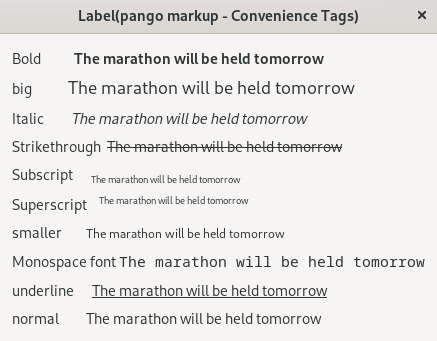 Label(pango markup - Convenience Tags) ×
Bold The marathon will be held tomorrow
big The marathon will be held tomorrow
Italic The marathon will be held tomorrow
Strikethrough The marathon will be held tomorrow
Subscript The marathon will be held tomorrow
Superscript The marathon will be held tomorrow
smaller The marathon will be held tomorrow
Monospace font The marathon will be held tomorrow
underline The marathon will be held tomorrow
normal The marathon will be held tomorrow